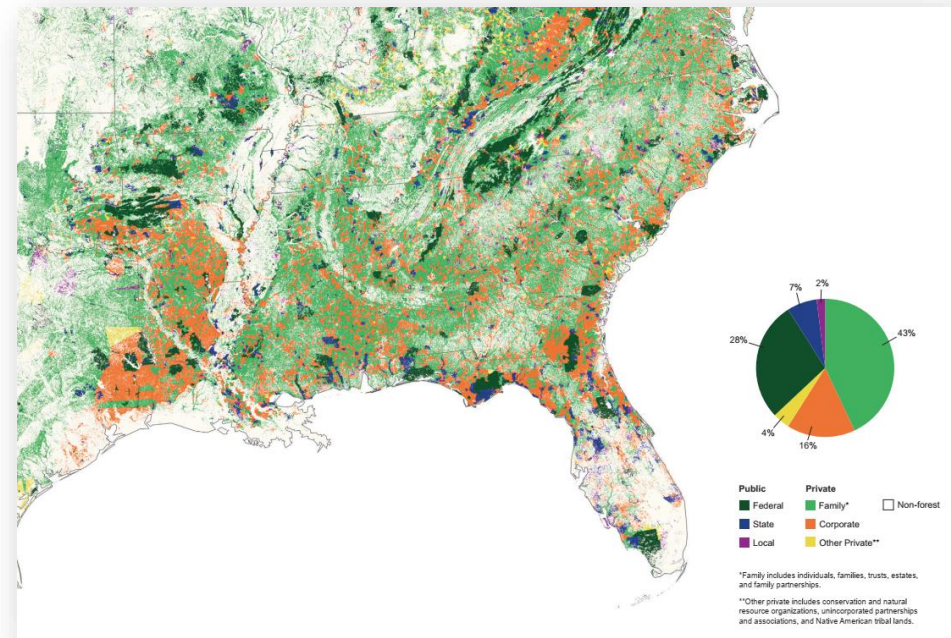 7%
2%
28%
43%
4%
16%
Public
Private
Federal
Family*
Non-forest
State
Corporate
Local
Other Private**
*Family includes individuals, families, trusts, estates,
and family partnerships.
**Other private includes conservation and natural
resource organizations, unincorporated partnerships
and associations, and Native American tribal lands.